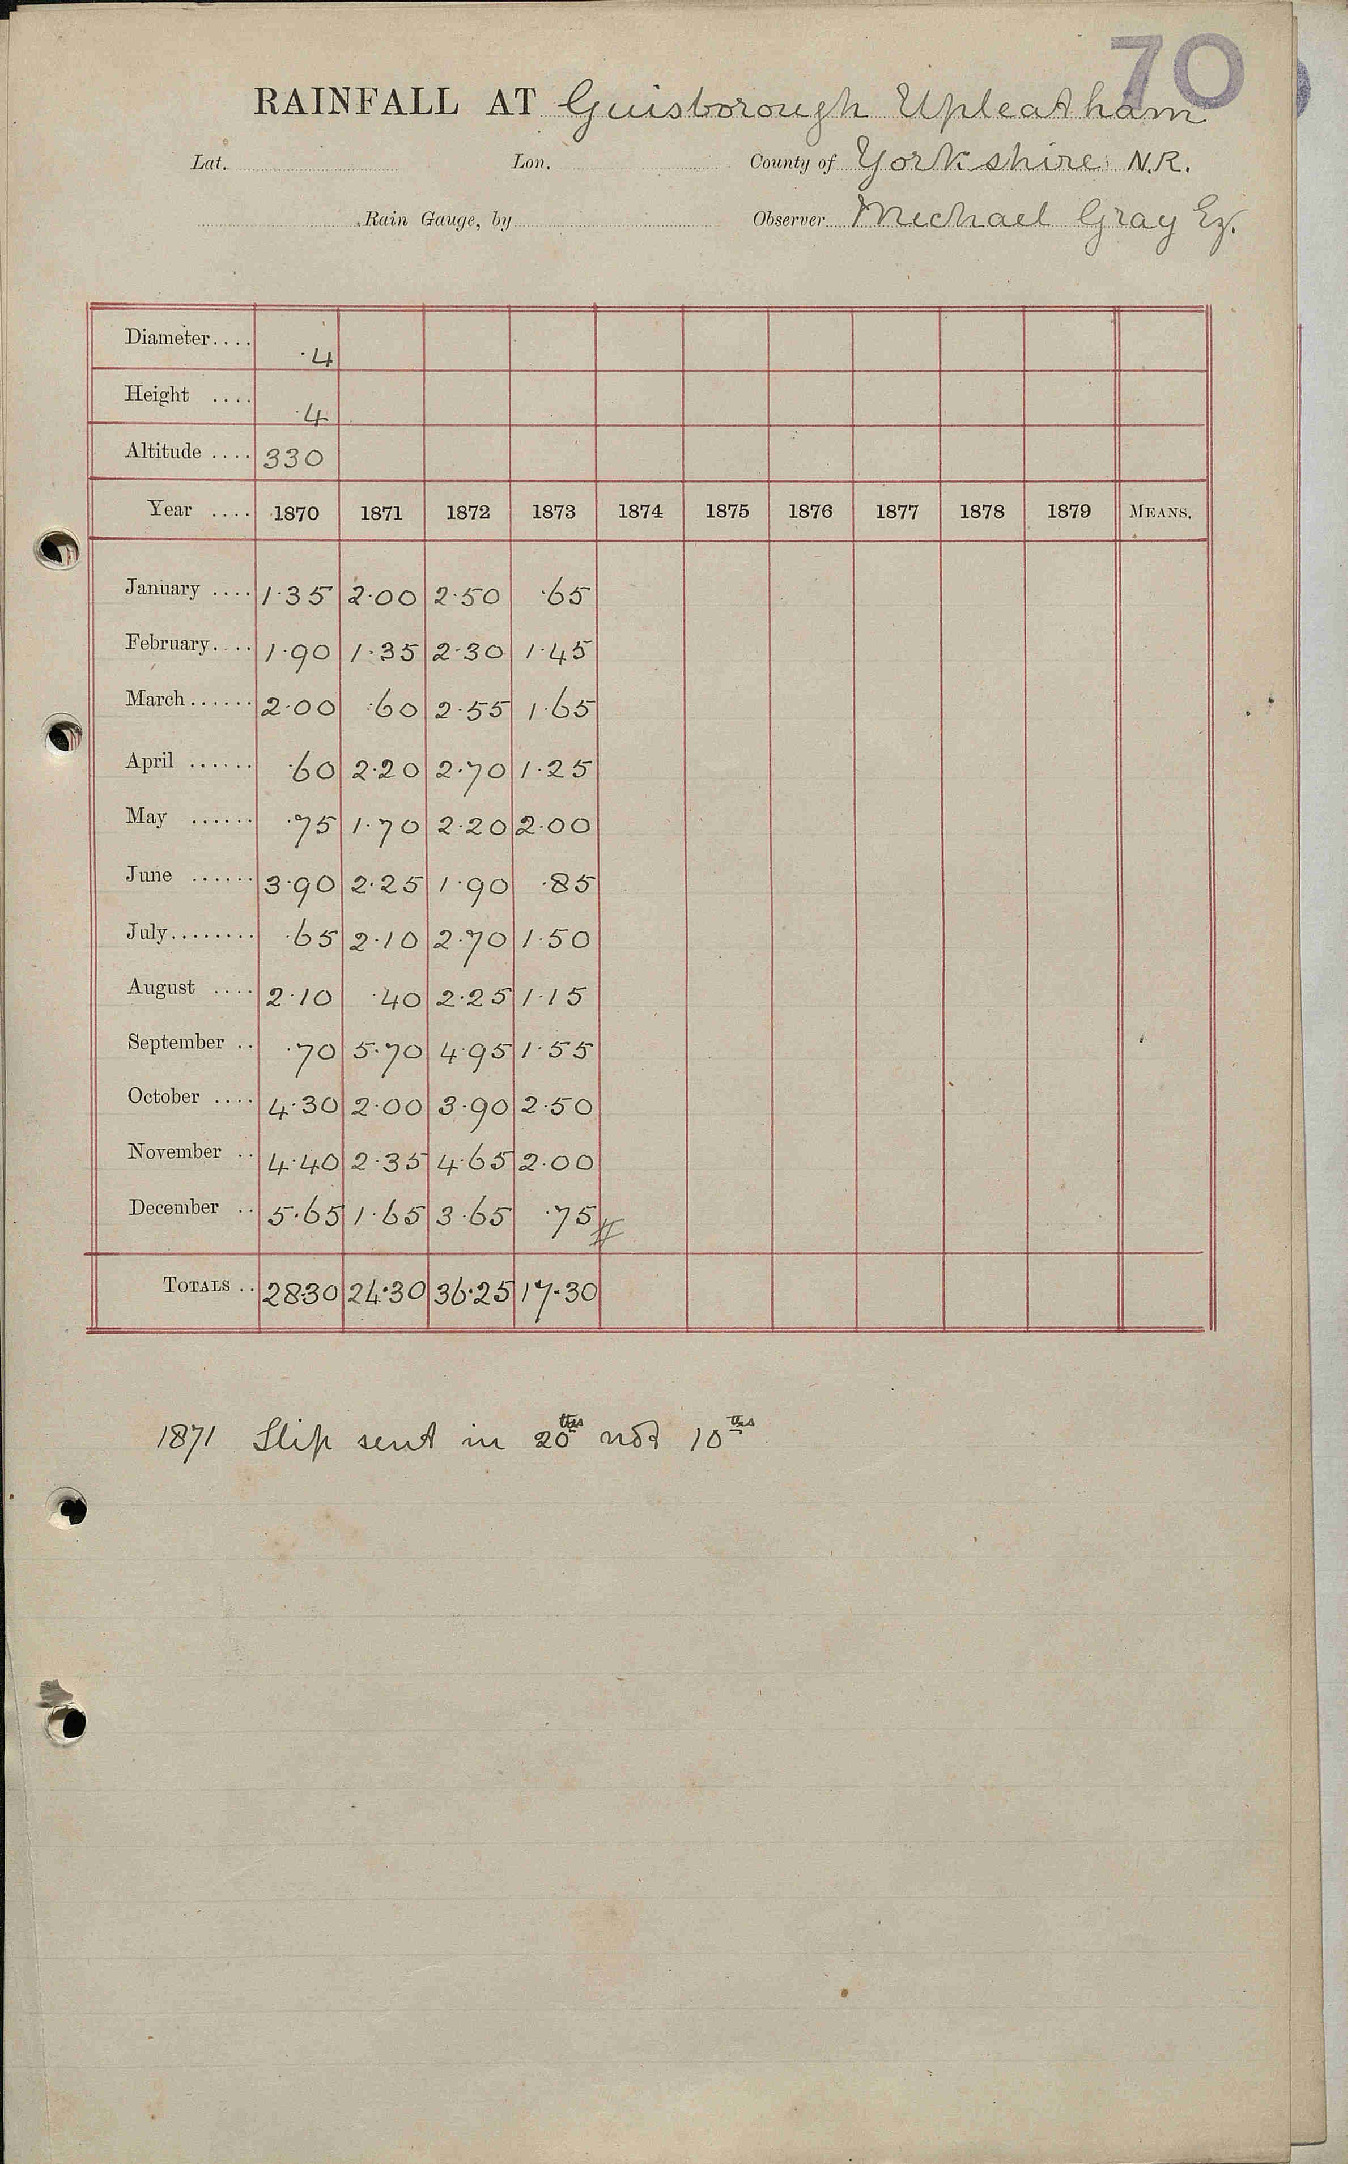 70
RAINFALL AT Guisborough Upleatham
Lat. Lon. County of Yorkshire N.R.
Rain Gauge, by Observer Michael Gray Eq.
Diameter.... ·4
Height .... ·4
Altitude .... 330
Year .... 1870 1871 1872 1873 1874 1875 1876 1877 1878 1879 MEANS.
January .... 1·35 2·00 2·50 ·65
February.... 1·90 1·35 2·30 1·45
March...... 2·00 ·60 2·55 1·65
April ...... ·60 2·20 2·70 1·25
May ...... ·75 1·70 2·20 2·00
June ...... 3·90 2·25 1·90 ·85
July........ ·65 2·10 2·70 1·50
August .... 2·10 ·40 2·25 1·15
September .. ·70 5·70 4·95 1·55
October .... 4·30 2·00 3·90 2·50
November .. 4·40 2·35 4·65 2·00
December .. 5·65 1·65 3·65 ·75 #
TOTALS .. 28·30 24·30 36·25 17·30
1871 Slip sent in 20ths not 10ths